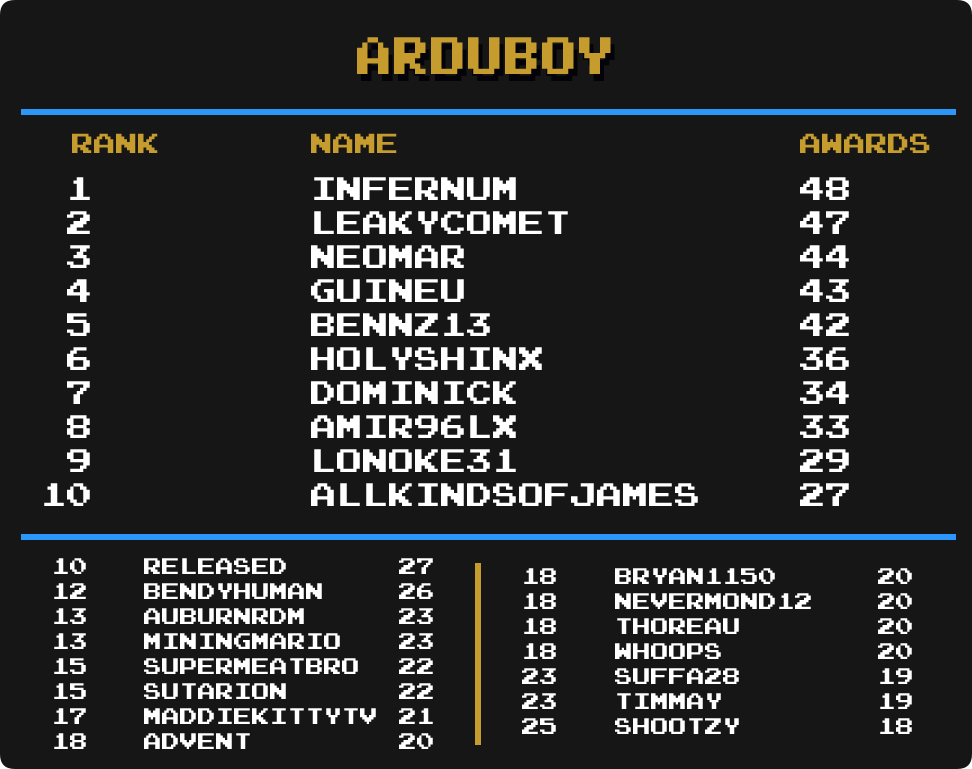 ARDUBOY
RANK NAME AWARDS
1 INFERNUM 48
2 LEAKYCOMET 47
3 NEOMAR 44
4 GUINEU 43
5 BENNZ13 42
6 HOLYSHINX 36
7 DOMINICK 34
8 AMIR96LX 33
9 LONOKE31 29
10 ALLKINDSOFJAMES 27
10 RELEASED 27
12 BENDYHUMAN 26
13 AUBURNRDM 23
13 MININGMARIO 23
15 SUPERMEATBRO 22
15 SUTARION 22
17 MADDIEKITTYTV 21
18 ADVENT 20
18 BRYAN1150 20
18 NEVERMOND12 20
18 THOREAU 20
18 WHOOPS 20
23 SUFFA28 19
23 TIMMAY 19
25 SHOOTZY 18